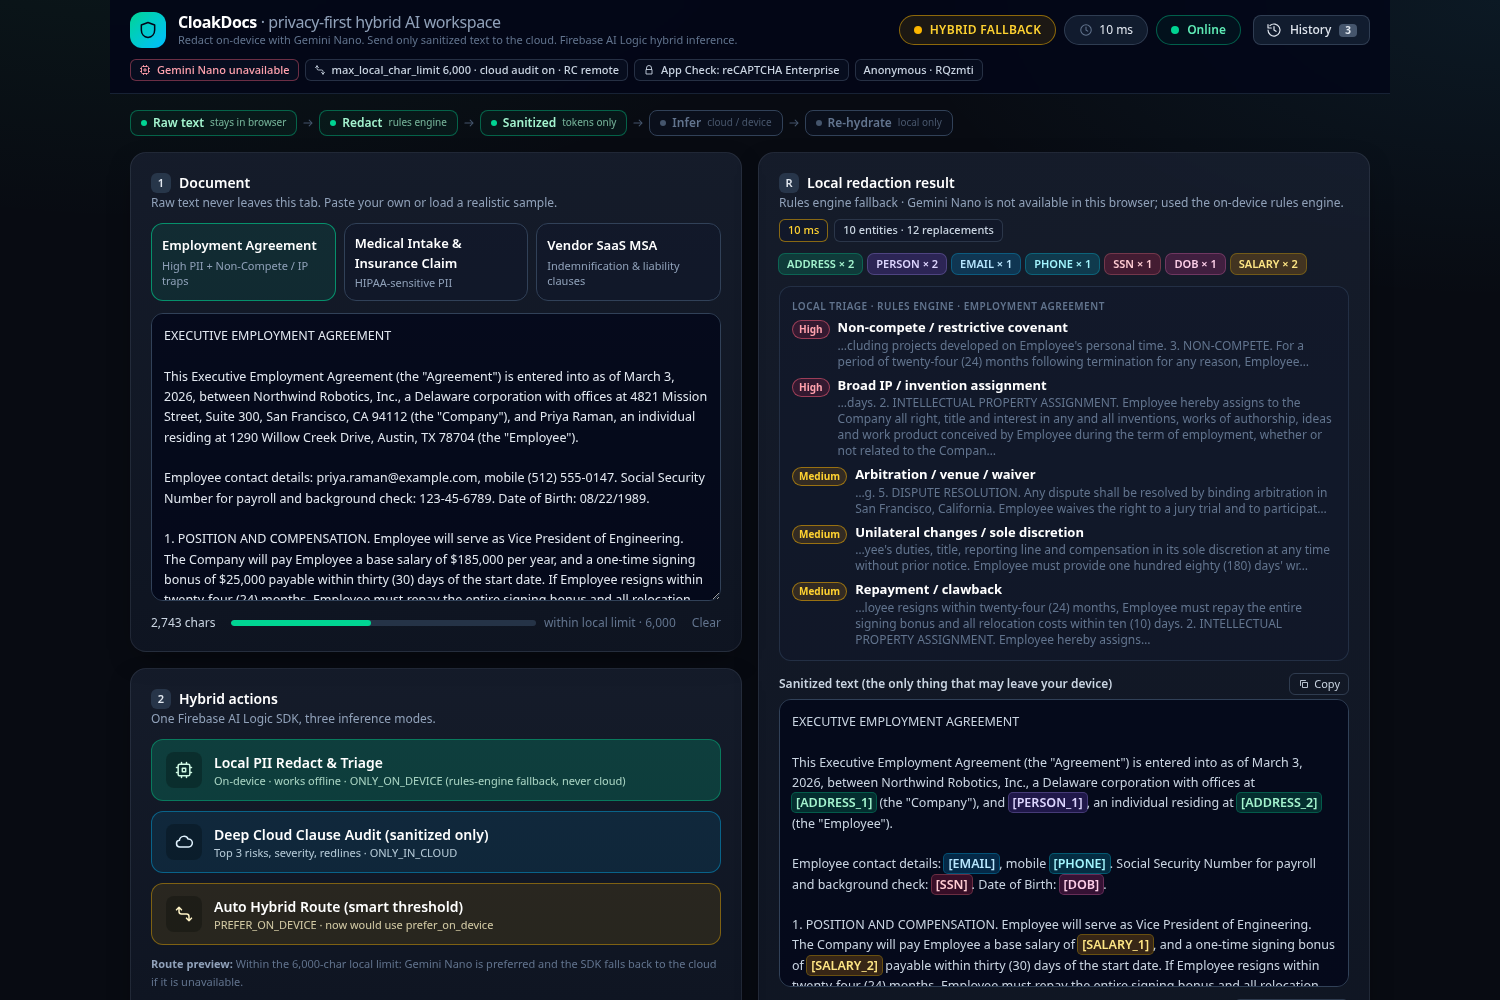 CloakDocs · privacy-first hybrid AI workspace
Redact on-device with Gemini Nano. Send only sanitized text to the cloud. Firebase AI Logic hybrid inference.
HYBRID FALLBACK
10 ms
Online
History 3
Gemini Nano unavailable
max_local_char_limit 6,000 · cloud audit on · RC remote
App Check: reCAPTCHA Enterprise
Anonymous · RQzmti
Raw text stays in browser → Redact rules engine → Sanitized tokens only → Infer cloud / device → Re-hydrate local only
1 Document
Raw text never leaves this tab. Paste your own or load a realistic sample.
Employment Agreement
High PII + Non-Compete / IP
traps
Medical Intake &
Insurance Claim
HIPAA-sensitive PII
Vendor SaaS MSA
Indemnification & liability
clauses
EXECUTIVE EMPLOYMENT AGREEMENT
This Executive Employment Agreement (the "Agreement") is entered into as of March 3,
2026, between Northwind Robotics, Inc., a Delaware corporation with offices at 4821 Mission
Street, Suite 300, San Francisco, CA 94112 (the "Company"), and Priya Raman, an individual
residing at 1290 Willow Creek Drive, Austin, TX 78704 (the "Employee").
Employee contact details: priya.raman@example.com, mobile (512) 555-0147. Social Security
Number for payroll and background check: 123-45-6789. Date of Birth: 08/22/1989.
1. POSITION AND COMPENSATION. Employee will serve as Vice President of Engineering.
The Company will pay Employee a base salary of $185,000 per year, and a one-time signing
bonus of $25,000 payable within thirty (30) days of the start date. If Employee resigns within
twenty-four (24) months, Employee must repay the entire signing bonus and all relocation
2,743 chars
within local limit · 6,000
Clear
2 Hybrid actions
One Firebase AI Logic SDK, three inference modes.
Local PII Redact & Triage
On-device · works offline · ONLY_ON_DEVICE (rules-engine fallback, never cloud)
Deep Cloud Clause Audit (sanitized only)
Top 3 risks, severity, redlines · ONLY_IN_CLOUD
Auto Hybrid Route (smart threshold)
PREFER_ON_DEVICE · now would use prefer_on_device
Route preview: Within the 6,000-char local limit: Gemini Nano is preferred and the SDK falls back to the cloud
if it is unavailable.
R Local redaction result
Rules engine fallback · Gemini Nano is not available in this browser; used the on-device rules engine.
10 ms
10 entities · 12 replacements
ADDRESS × 2 PERSON × 2 EMAIL × 1 PHONE × 1 SSN × 1 DOB × 1 SALARY × 2
LOCAL TRIAGE · RULES ENGINE · EMPLOYMENT AGREEMENT
High Non-compete / restrictive covenant
…cluding projects developed on Employee's personal time. 3. NON-COMPETE. For a
period of twenty-four (24) months following termination for any reason, Employee…
High Broad IP / invention assignment
…days. 2. INTELLECTUAL PROPERTY ASSIGNMENT. Employee hereby assigns to the
Company all right, title and interest in any and all inventions, works of authorship, ideas
and work product conceived by Employee during the term of employment, whether or
not related to the Compan…
Medium Arbitration / venue / waiver
…g. 5. DISPUTE RESOLUTION. Any dispute shall be resolved by binding arbitration in
San Francisco, California. Employee waives the right to a jury trial and to participat…
Medium Unilateral changes / sole discretion
…yee's duties, title, reporting line and compensation in its sole discretion at any time
without prior notice. Employee must provide one hundred eighty (180) days' wr…
Medium Repayment / clawback
…loyee resigns within twenty-four (24) months, Employee must repay the entire
signing bonus and all relocation costs within ten (10) days. 2. INTELLECTUAL
PROPERTY ASSIGNMENT. Employee hereby assigns…
Sanitized text (the only thing that may leave your device)
Copy
EXECUTIVE EMPLOYMENT AGREEMENT
This Executive Employment Agreement (the "Agreement") is entered into as of March 3,
2026, between Northwind Robotics, Inc., a Delaware corporation with offices at
[ADDRESS_1] (the "Company"), and [PERSON_1], an individual residing at [ADDRESS_2]
(the "Employee").
Employee contact details: [EMAIL], mobile [PHONE]. Social Security Number for payroll
and background check: [SSN]. Date of Birth: [DOB].
1. POSITION AND COMPENSATION. Employee will serve as Vice President of Engineering.
The Company will pay Employee a base salary of [SALARY_1], and a one-time signing bonus
of [SALARY_2] payable within thirty (30) days of the start date. If Employee resigns within
twenty-four (24) months, Employee must repay the entire signing bonus and all relocation